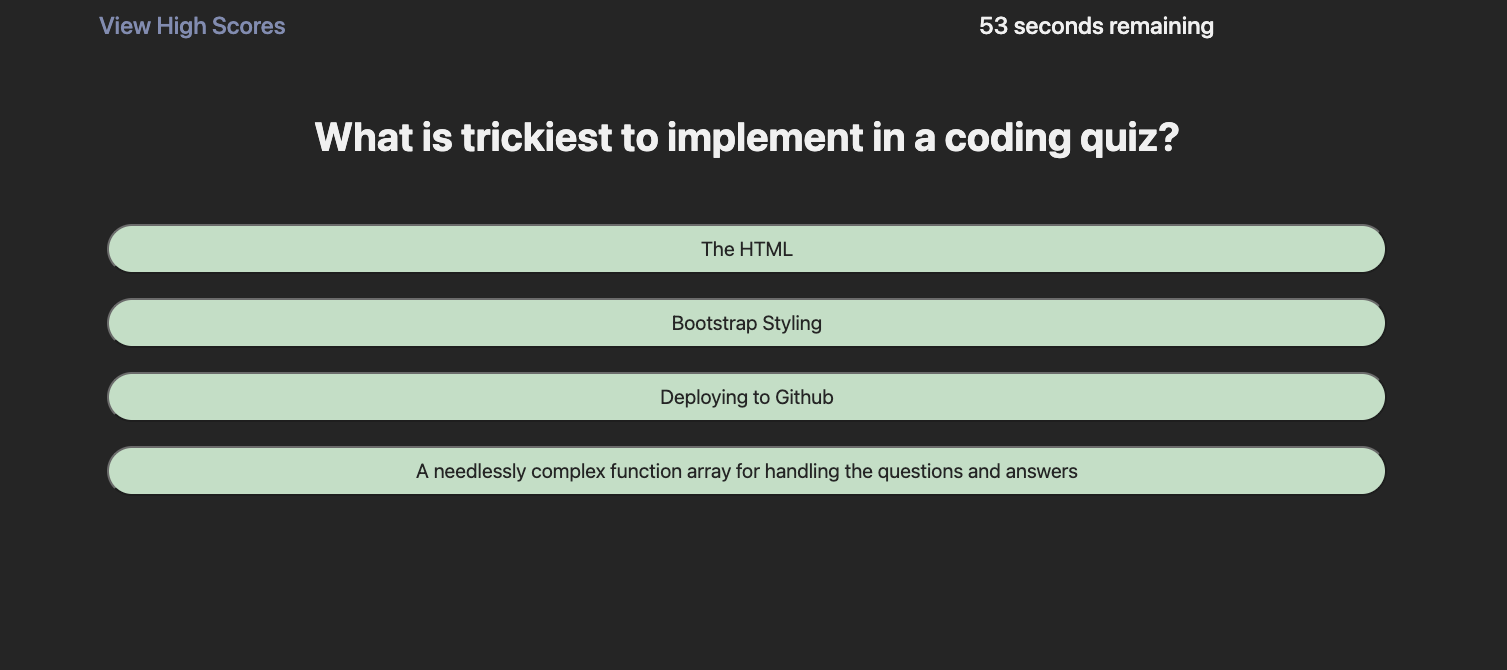 View High Scores
53 seconds remaining
What is trickiest to implement in a coding quiz?
The HTML
Bootstrap Styling
Deploying to Github
A needlessly complex function array for handling the questions and answers